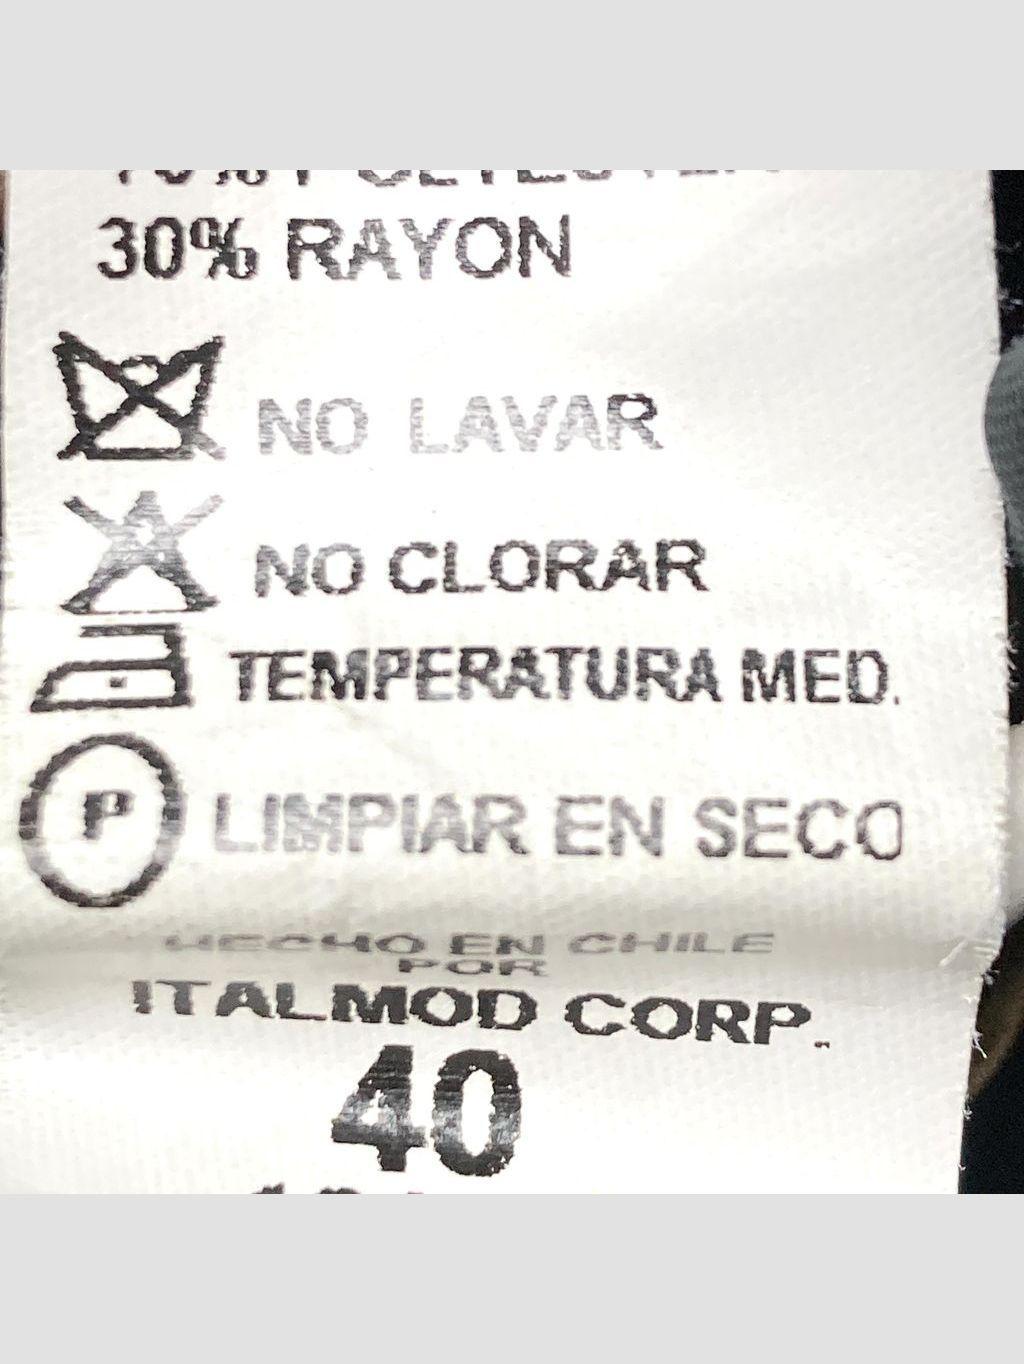 30% RAYON
NO LAVAR
NO CLORAR
TEMPERATURA MED.
P LIMPIAR EN SECO
HECHO EN CHILE
POR
ITALMOD CORP.
40